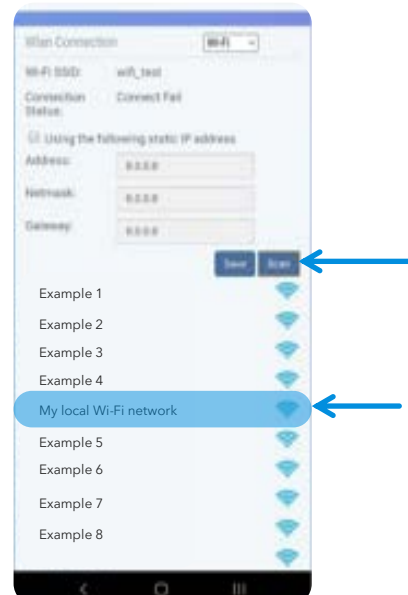 Wlan Connection Wi-Fi
Wi-Fi SSID: wifi_test
Connection Status: Connect Fail
Using the following static IP address
Address: 0.0.0.0
Netmask: 0.0.0.0
Gateway: 0.0.0.0
Save Scan
Example 1
Example 2
Example 3
Example 4
My local Wi-Fi network
Example 5
Example 6
Example 7
Example 8